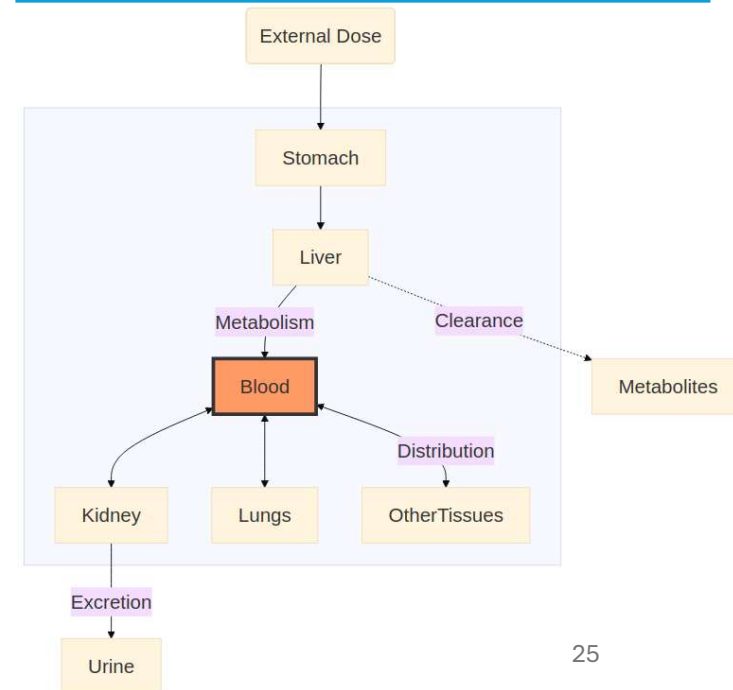 External Dose
Stomach
Liver
Metabolism
Clearance
Blood
Metabolites
Distribution
Kidney
Lungs
OtherTissues
Excretion
Urine
25